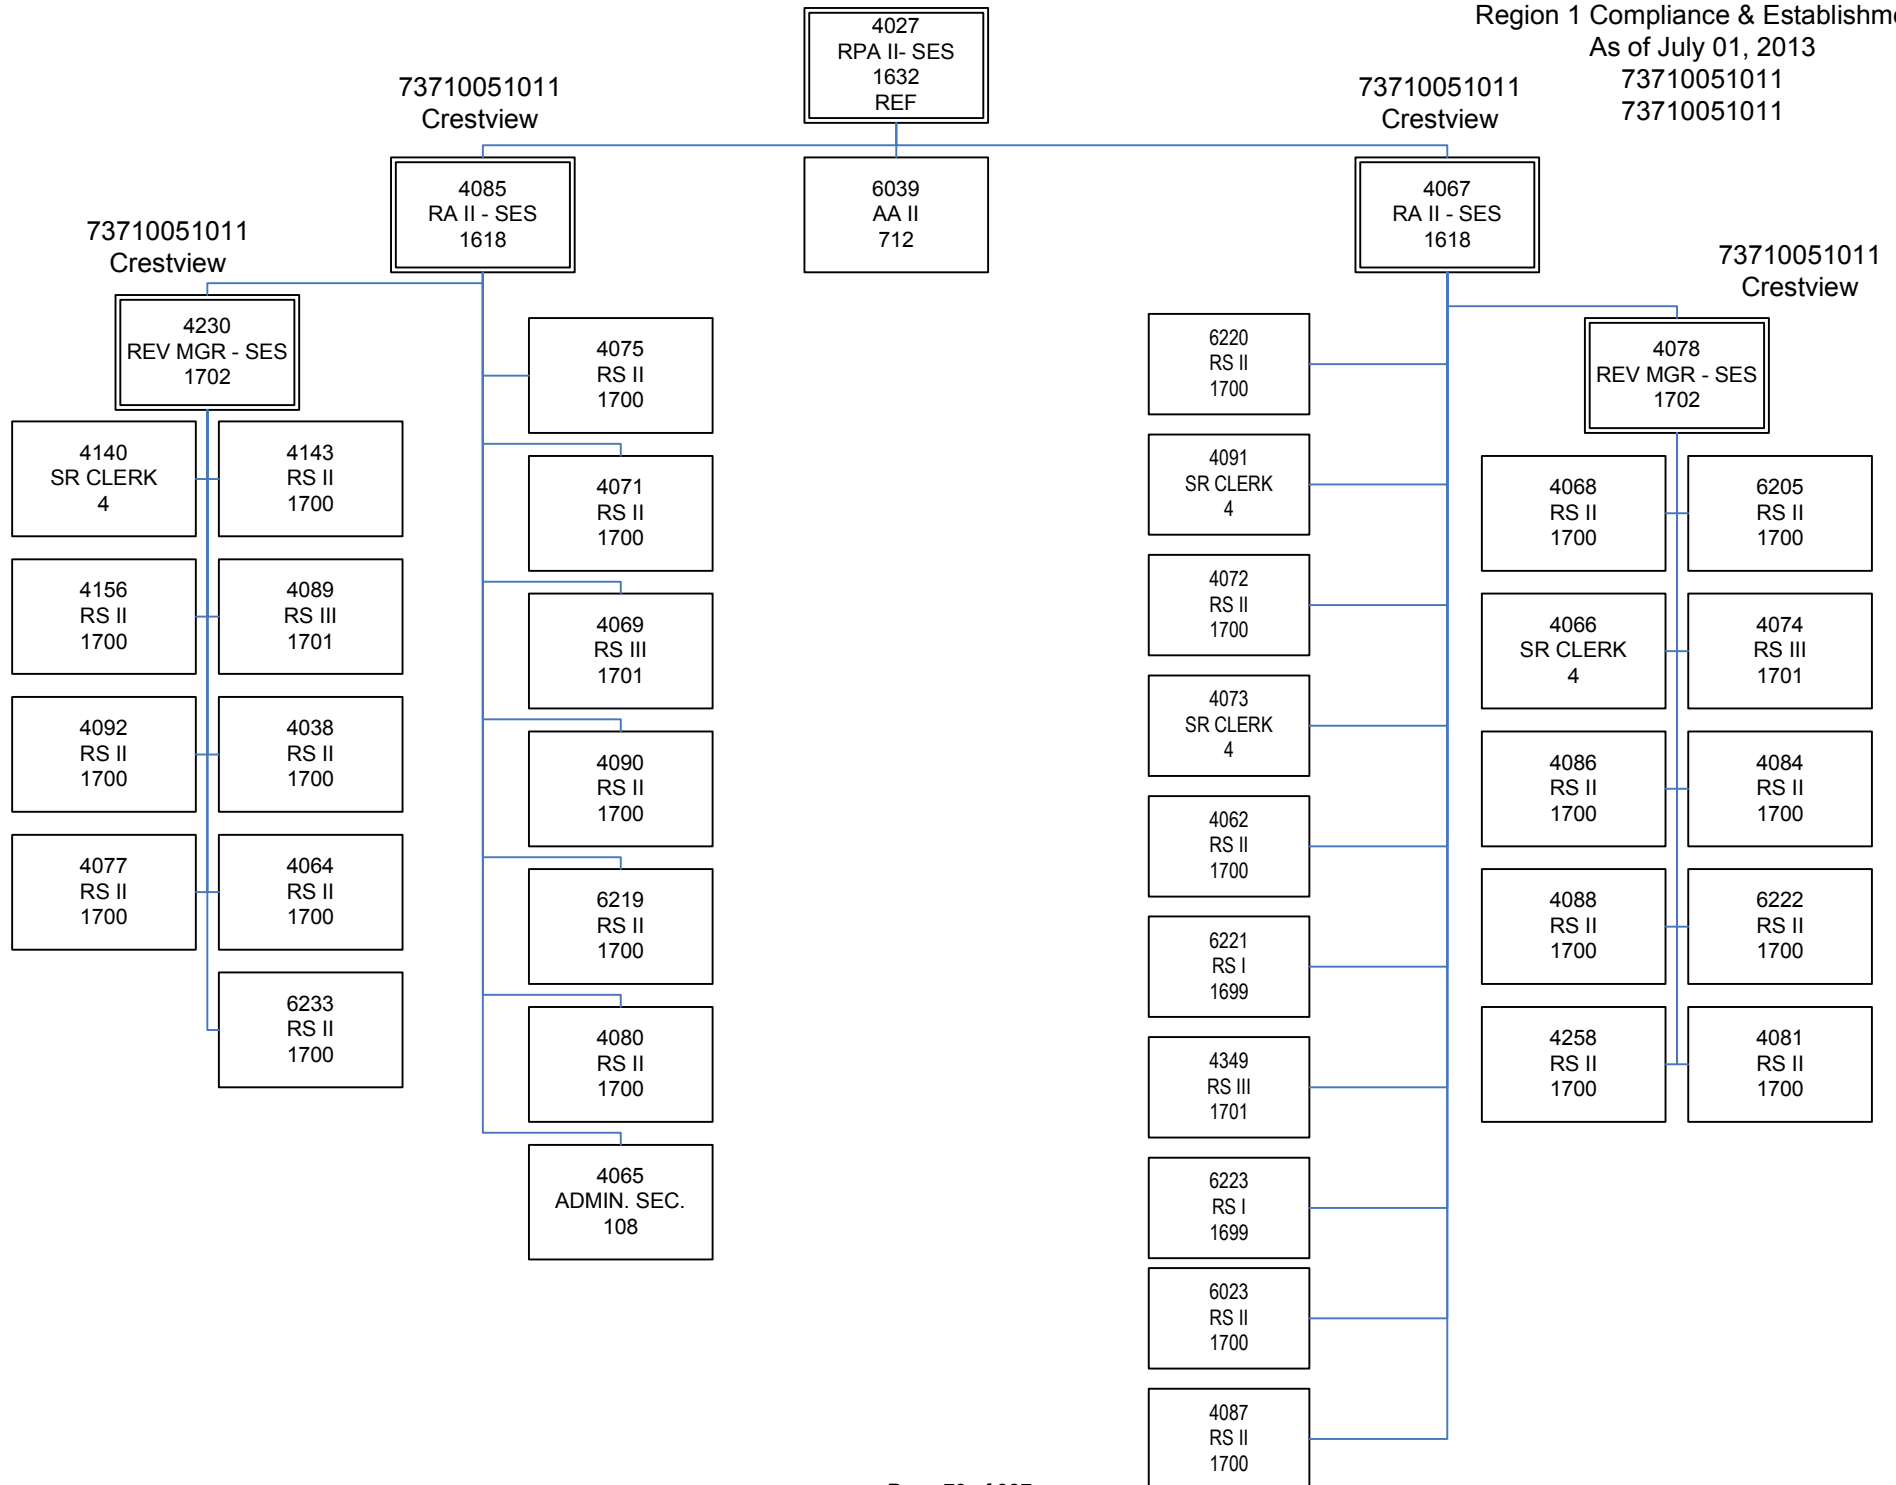 Region 1 Compliance &
As of July 01, 2013
73710051011
73710051011
4027
RPA II- SES
1632
REF
73710051011
Crestview
73710051011
Crestview
4085
RA II - SES
1618
6039
AA II
712
4067
RA II - SES
1618
73710051011
Crestview
73710051011
Crestview
4230
REV MGR - SES
1702
4140
SR CLERK
4
4143
RS II
1700
4156
RS II
1700
4089
RS III
1701
4092
RS II
1700
4038
RS II
1700
4077
RS II
1700
4064
RS II
1700
6233
RS II
1700
4075
RS II
1700
4071
RS II
1700
4069
RS III
1701
4090
RS II
1700
6219
RS II
1700
4080
RS II
1700
4065
ADMIN. SEC.
108
6220
RS II
1700
4091
SR CLERK
4
4072
RS II
1700
4073
SR CLERK
4
4062
RS II
1700
6221
RS I
1699
4349
RS III
1701
6223
RS I
1699
6023
RS II
1700
4087
RS II
1700
4078
REV MGR - SES
1702
4068
RS II
1700
6205
RS II
1700
4066
SR CLERK
4
4074
RS III
1701
4086
RS II
1700
4084
RS II
1700
4088
RS II
1700
6222
RS II
1700
4258
RS II
1700
4081
RS II
1700